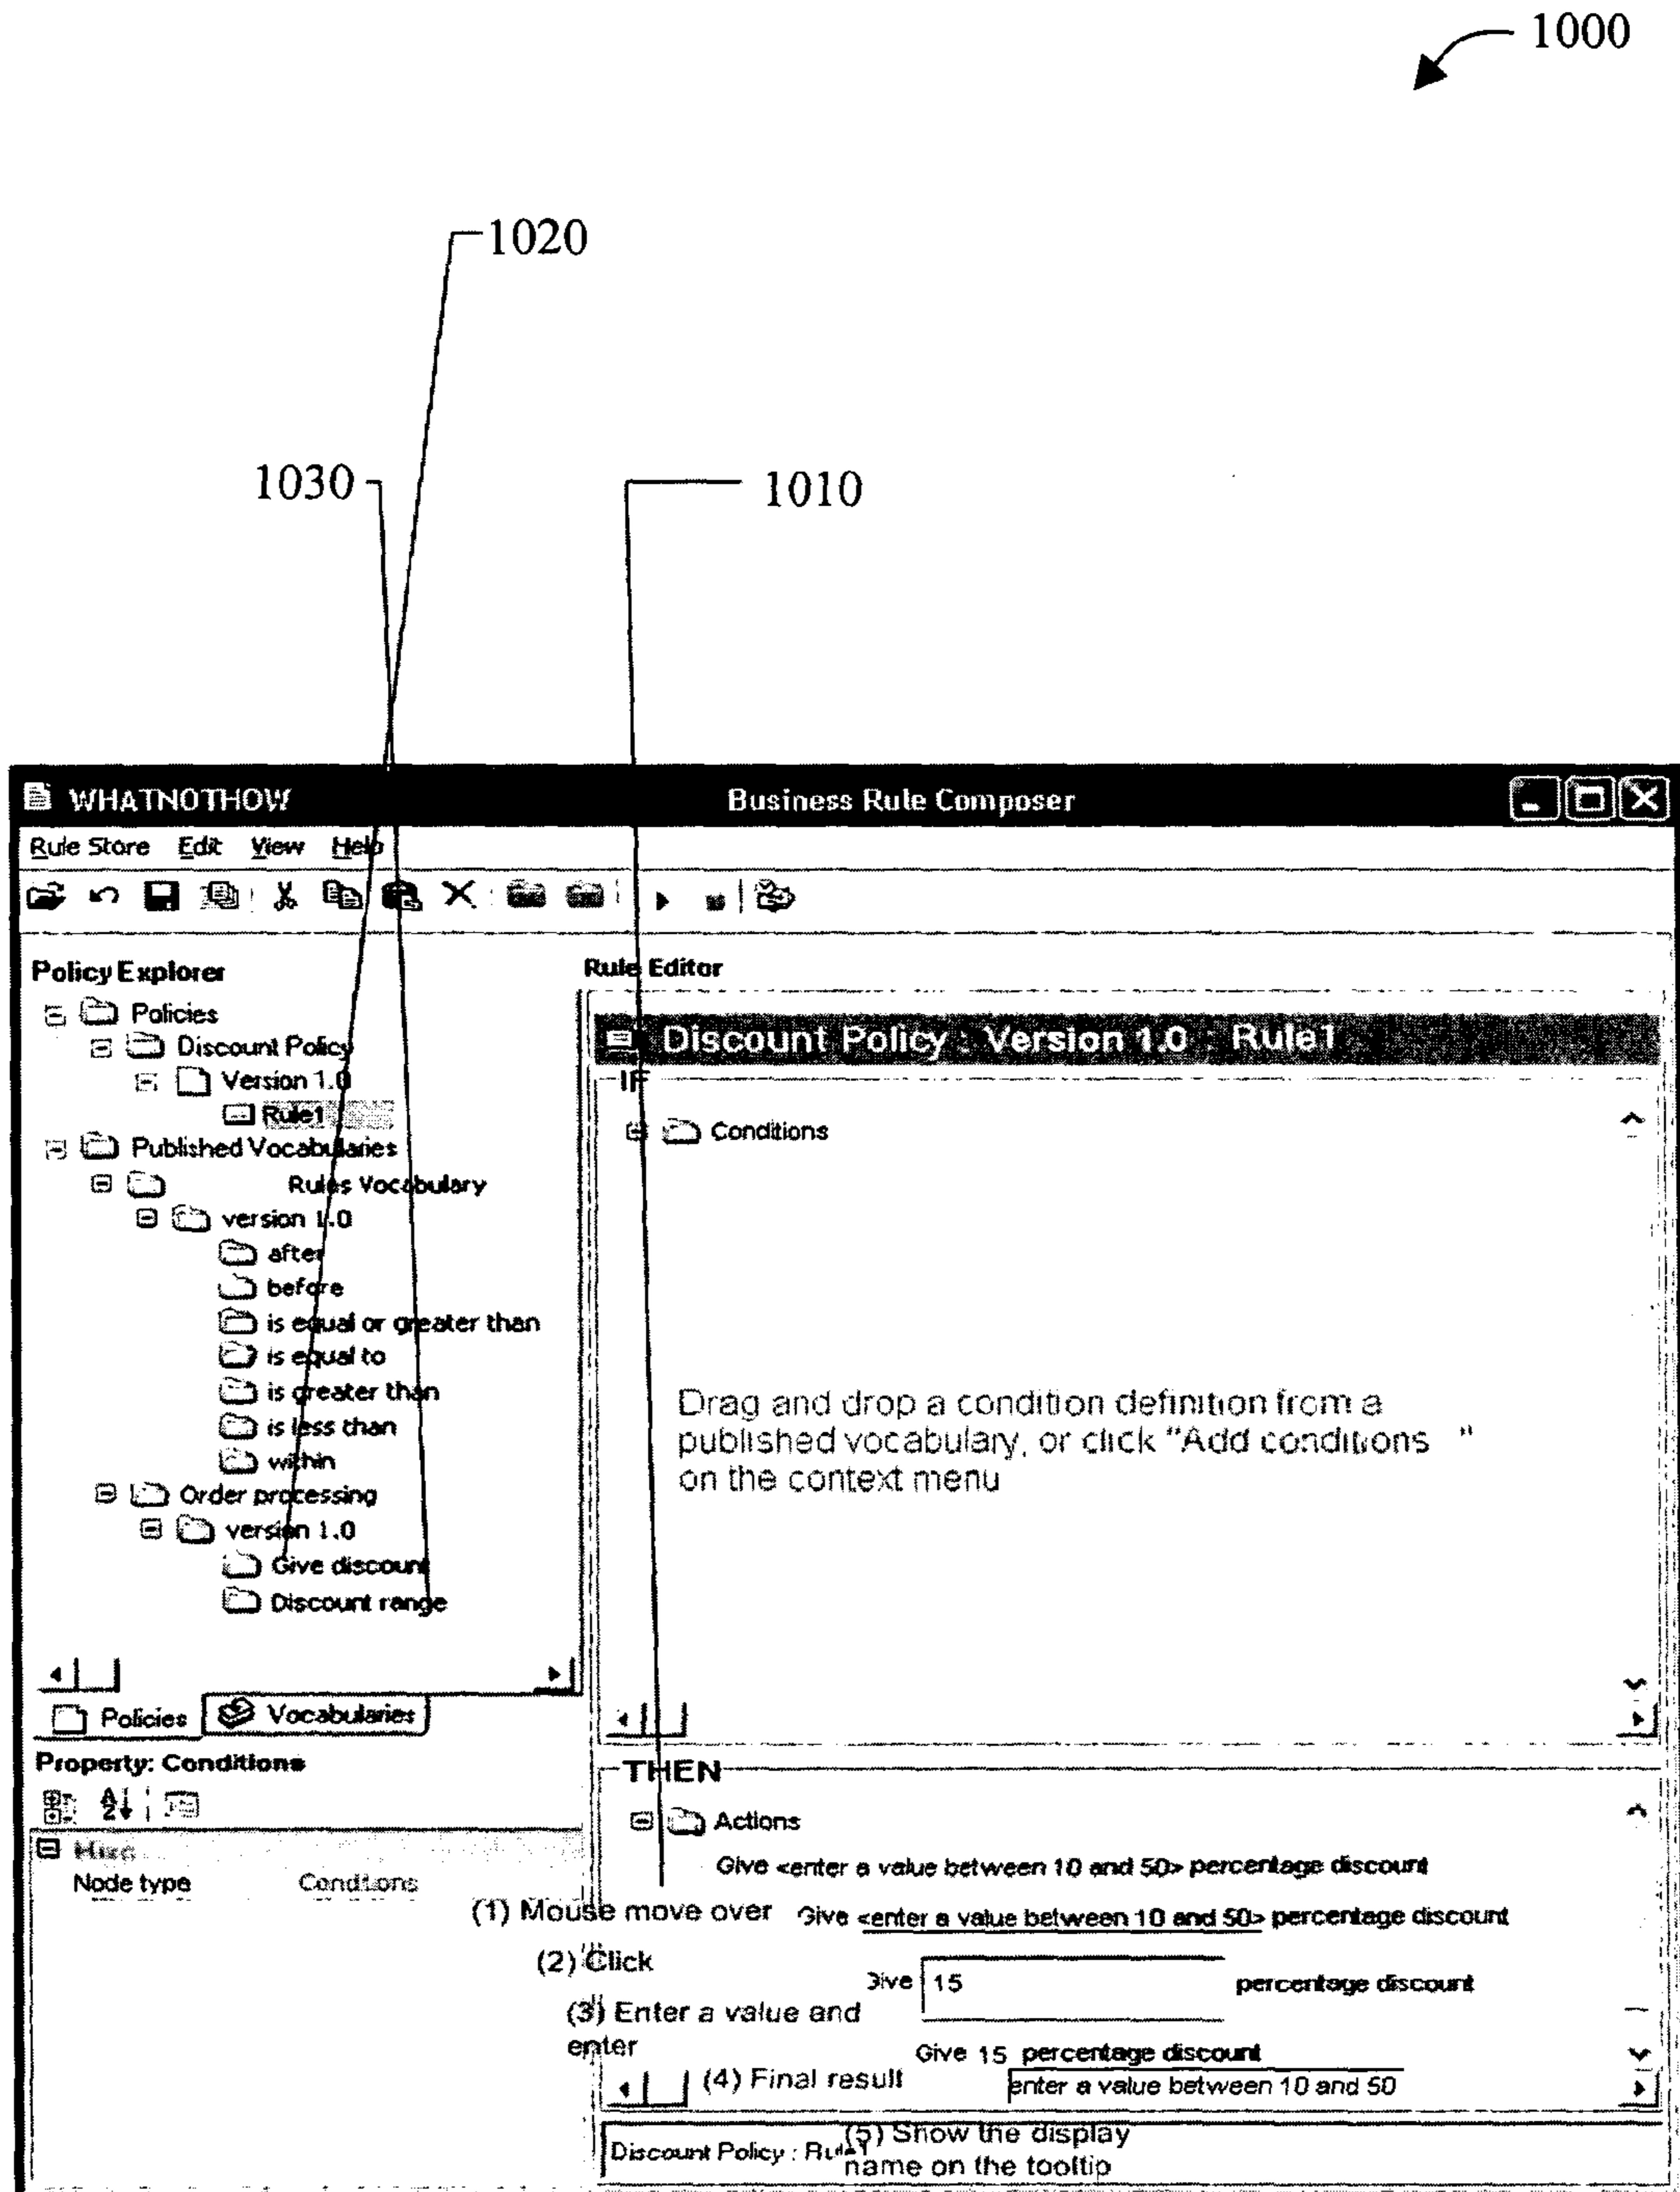 1000
1020
1030
1010
WHATNOTHOW Business Rule Composer
Rule Store Edit View Help
Policy Explorer
Policies
Discount Policy
Version 1.0
Rule1
Published Vocabularies
Rules Vocabulary
version 1.0
after
before
is equal or greater than
is equal to
is greater than
is less than
within
Order processing
version 1.0
Give discount
Discount range
Policies Vocabularies
Property: Conditions
Misc
Node type Conditions
Rule Editor
Discount Policy : Version 1.0 : Rule1
IF
Conditions
Drag and drop a condition definition from a
published vocabulary, or click "Add conditions "
on the context menu
THEN
Actions
Give <enter a value between 10 and 50> percentage discount
(1) Mouse move over Give <enter a value between 10 and 50> percentage discount
(2) Click
Give 15 percentage discount
(3) Enter a value and
enter
Give 15 percentage discount
(4) Final result
enter a value between 10 and 50
(5) Show the display
name on the tooltip
Discount Policy : Rule1